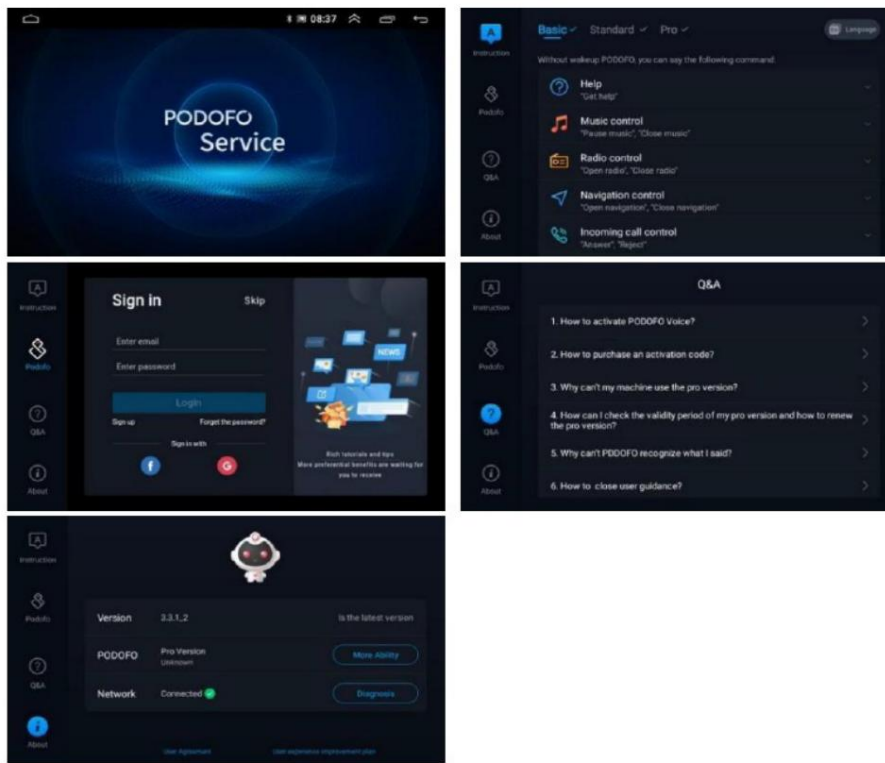 08:37
PODOFO
Service
Instruction
Podofo
Q&A
About
Basic Standard Pro
Language
Without wakeup PODOFO, you can say the following command:
Help
"Get help"
Music control
"Pause music", "Close music"
Radio control
"Open radio", "Close radio"
Navigation control
"Open navigation", "Close navigation"
Incoming call control
"Answer", "Reject"
Instruction
Podofo
Q&A
About
Sign in
Skip
Enter email
Enter password
Login
Sign up
Forget the password?
Sign in with
f
G
NEWS
Rich tutorials and tips
More preferential benefits are waiting for
you to receive
Instruction
Podofo
Q&A
About
Q&A
1. How to activate PODOFO Voice?
2. How to purchase an activation code?
3. Why can't my machine use the pro version?
4. How can I check the validity period of my pro version and how to renew
the pro version?
5. Why can't PODOFO recognize what I said?
6. How to close user guidance?
Instruction
Podofo
Q&A
About
Version 3.3.1_2 Is the latest version
PODOFO Pro Version
Unknown
More Ability
Network Connected
Diagnosis
User Agreement
User experience improvement plan